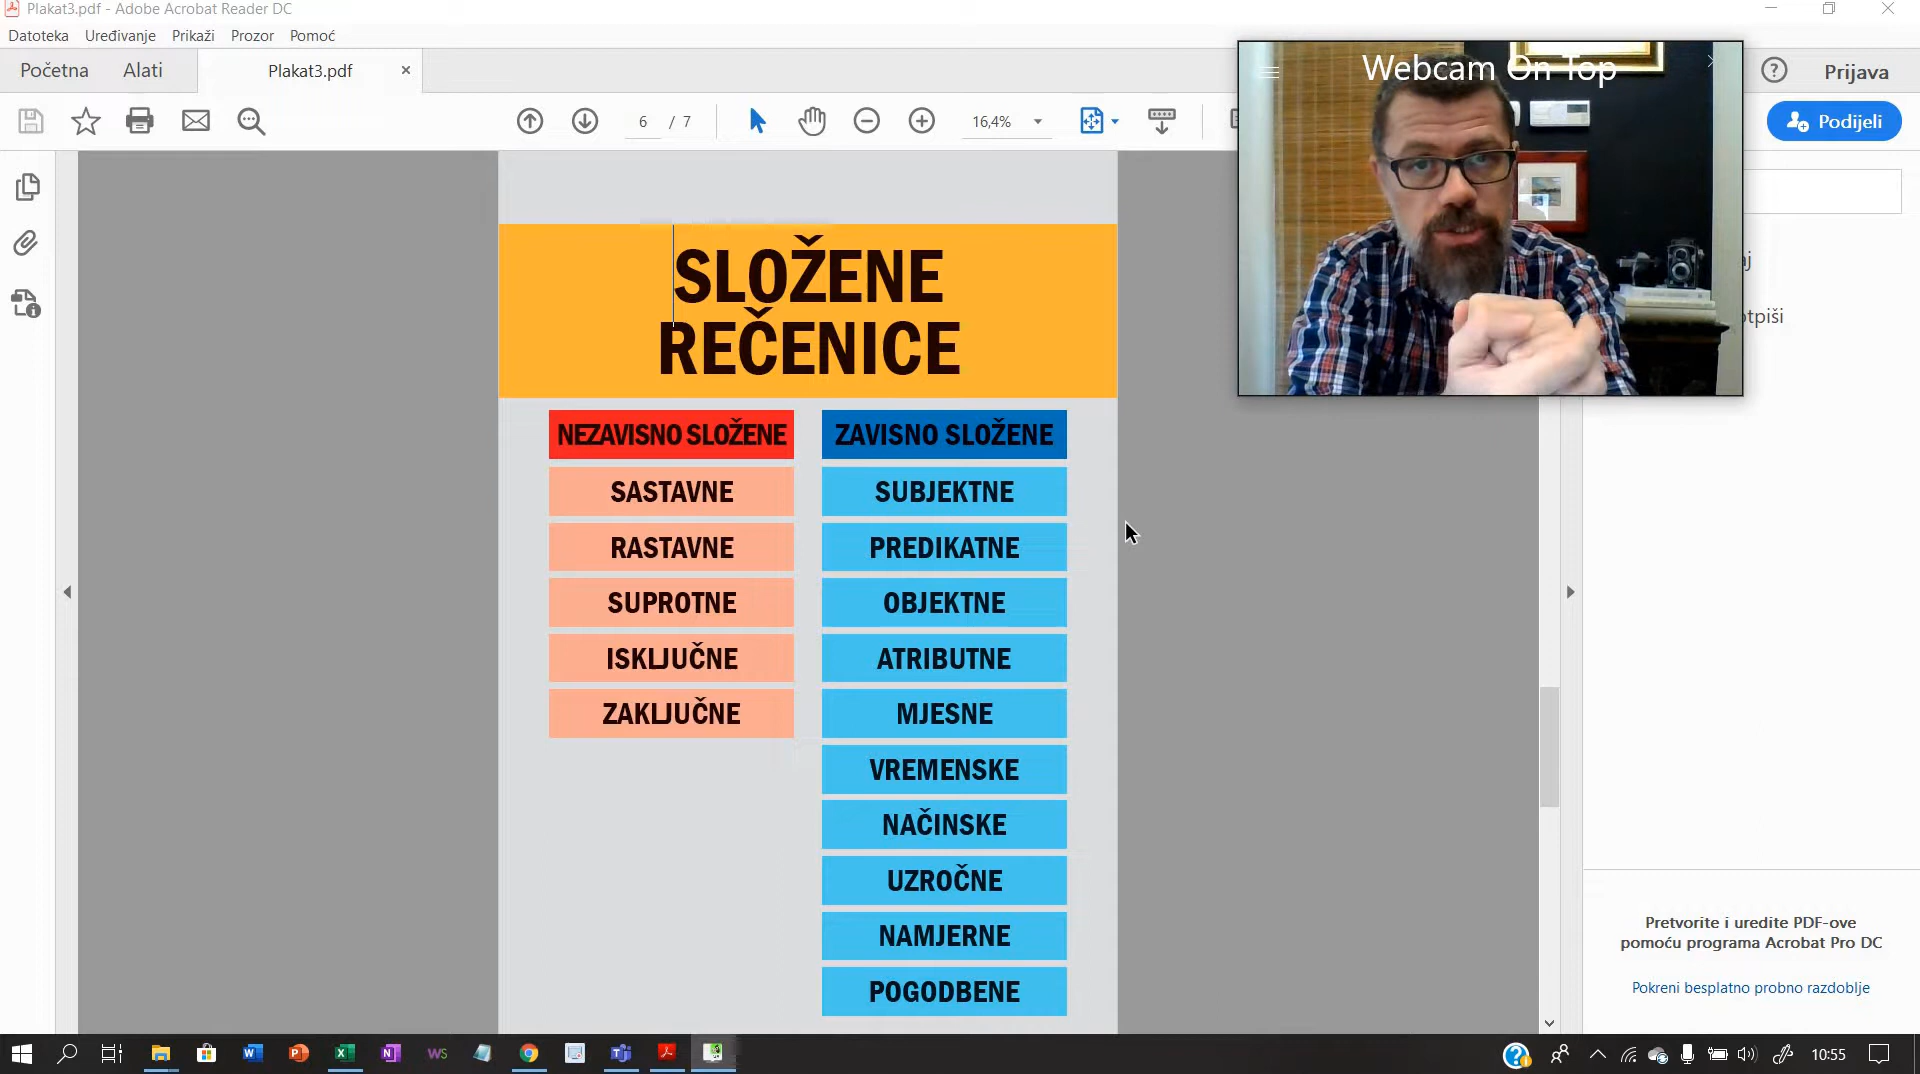 Plakat3.pdf - Adobe Acrobat Reader DC
Datoteka Uređivanje Prikaži Prozor Pomoć
Početna Alati Plakat3.pdf × Prijava
6 / 7 16,4% Podijeli
Webcam On Top
SLOŽENE
REČENICE
NEZAVISNO SLOŽENE
SASTAVNE
RASTAVNE
SUPROTNE
ISKLJUČNE
ZAKLJUČNE
ZAVISNO SLOŽENE
SUBJEKTNE
PREDIKATNE
OBJEKTNE
ATRIBUTNE
MJESNE
VREMENSKE
NAČINSKE
UZROČNE
NAMJERNE
POGODBENE
Pretvorite i uredite PDF-ove
pomoću programa Acrobat Pro DC
Pokreni besplatno probno razdoblje
10:55